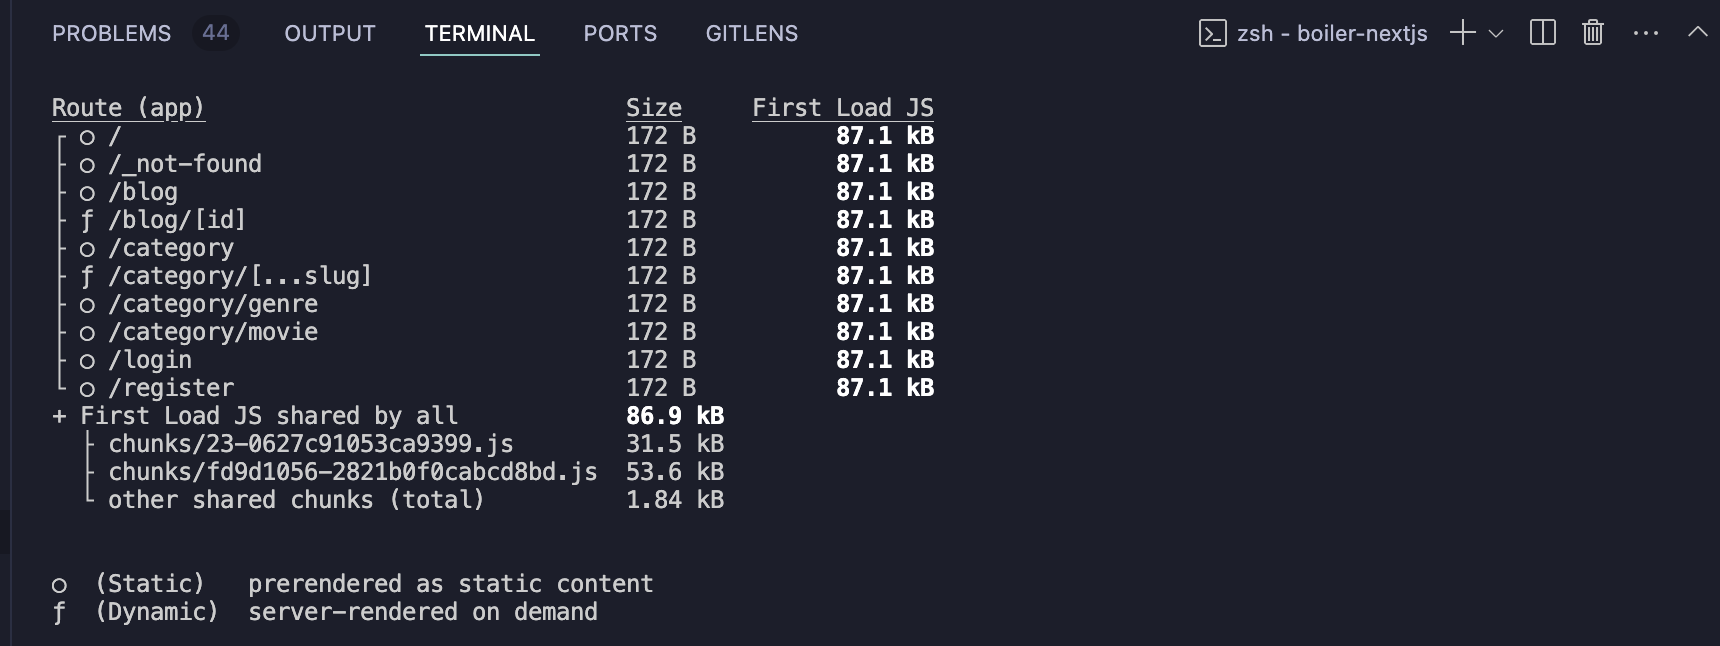 PROBLEMS 44 OUTPUT TERMINAL PORTS GITLENS zsh - boiler-nextjs
Route (app) Size First Load JS
┌ ○ / 172 B 87.1 kB
├ ○ /_not-found 172 B 87.1 kB
├ ○ /blog 172 B 87.1 kB
├ ƒ /blog/[id] 172 B 87.1 kB
├ ○ /category 172 B 87.1 kB
├ ƒ /category/[...slug] 172 B 87.1 kB
├ ○ /category/genre 172 B 87.1 kB
├ ○ /category/movie 172 B 87.1 kB
├ ○ /login 172 B 87.1 kB
└ ○ /register 172 B 87.1 kB
+ First Load JS shared by all 86.9 kB
├ chunks/23-0627c91053ca9399.js 31.5 kB
├ chunks/fd9d1056-2821b0f0cabcd8bd.js 53.6 kB
└ other shared chunks (total) 1.84 kB
○ (Static) prerendered as static content
ƒ (Dynamic) server-rendered on demand